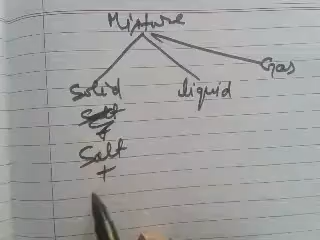 Mixture
Gas
Solid liquid
+
Salt
+